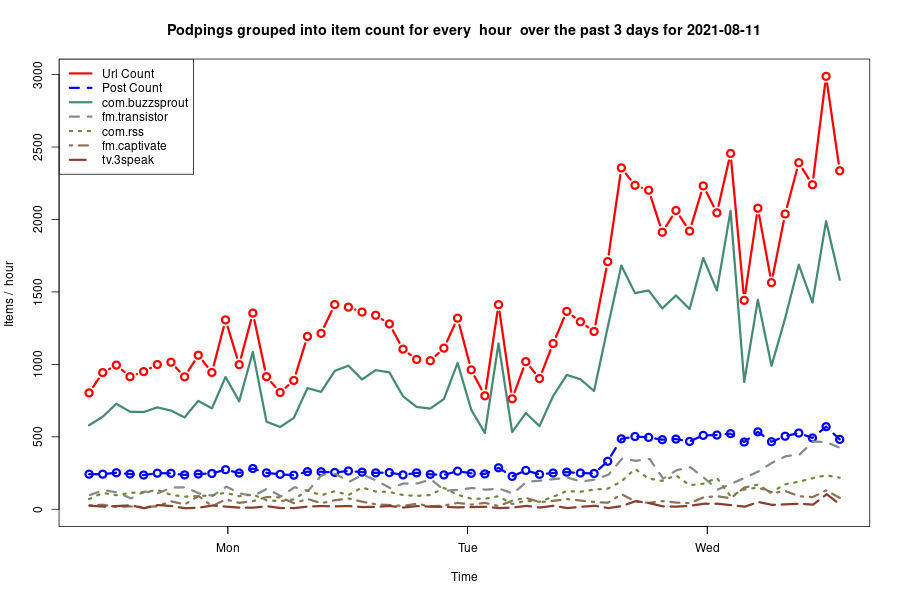 Podpings grouped into item count for every  hour  over the past 3 days for 2021-08-11
Url Count
Post Count
com.buzzsprout
fm.transistor
com.rss
fm.captivate
tv.3speak
Items /  hour
3000
2500
2000
1500
1000
500
0
Mon
Tue
Wed
Time